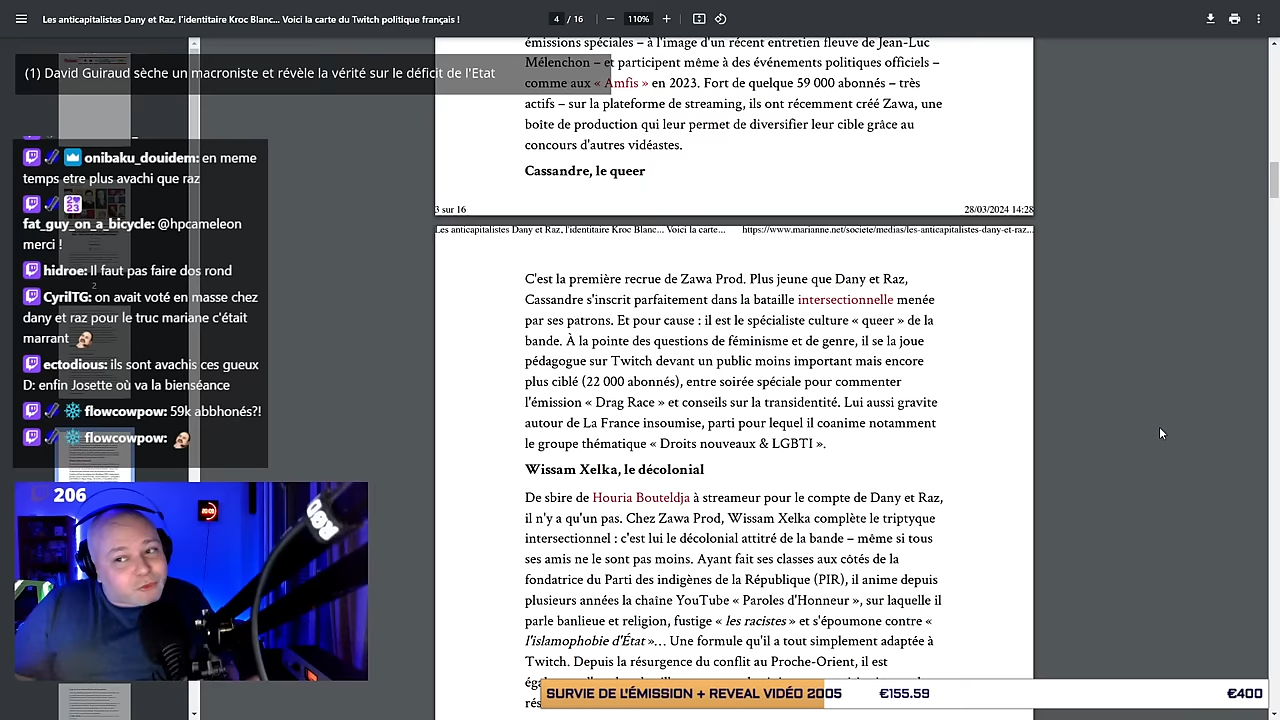 Les anticapitalistes Dany et Raz, l'identitaire Kroc Blanc... Voici la carte du Twitch politique français !
4 / 16
110%
(1) David Guiraud sèche un macroniste et révèle la vérité sur le déficit de l'Etat
onibaku_douidem: en meme
temps etre plus avachi que raz
fat_guy_on_a_bicycle: @hpcameleon
merci !
hidroe: Il faut pas faire dos rond
2
CyrilTG: on avait voté en masse chez
dany et raz pour le truc mariane c'était
marrant
ectodious: ils sont avachis ces gueux
D: enfin Josette où va la bienséance
flowcowpow: 59k abbhonés?!
flowcowpow:
206
émissions spéciales – à l'image d'un récent entretien fleuve de Jean-Luc
Mélenchon – et participent même à des événements politiques officiels –
comme aux « Amfis » en 2023. Fort de quelque 59 000 abonnés – très
actifs – sur la plateforme de streaming, ils ont récemment créé Zawa, une
boîte de production qui leur permet de diversifier leur cible grâce au
concours d'autres vidéastes.
Cassandre, le queer
3 sur 16
28/03/2024 14:28
Les anticapitalistes Dany et Raz, l'identitaire Kroc Blanc... Voici la carte...
https://www.marianne.net/societe/medias/les-anticapitalistes-dany-et-raz...
C'est la première recrue de Zawa Prod. Plus jeune que Dany et Raz,
Cassandre s'inscrit parfaitement dans la bataille intersectionnelle menée
par ses patrons. Et pour cause : il est le spécialiste culture « queer » de la
bande. À la pointe des questions de féminisme et de genre, il se la joue
pédagogue sur Twitch devant un public moins important mais encore
plus ciblé (22 000 abonnés), entre soirée spéciale pour commenter
l'émission « Drag Race » et conseils sur la transidentité. Lui aussi gravite
autour de La France insoumise, parti pour lequel il coanime notamment
le groupe thématique « Droits nouveaux & LGBTI ».
Wissam Xelka, le décolonial
De sbire de Houria Bouteldja à streameur pour le compte de Dany et Raz,
il n'y a qu'un pas. Chez Zawa Prod, Wissam Xelka complète le triptyque
intersectionnel : c'est lui le décolonial attitré de la bande – même si tous
ses amis ne le sont pas moins. Ayant fait ses classes aux côtés de la
fondatrice du Parti des indigènes de la République (PIR), il anime depuis
plusieurs années la chaîne YouTube « Paroles d'Honneur », sur laquelle il
parle banlieue et religion, fustige « les racistes » et s'époumone contre «
l'islamophobie d'État »… Une formule qu'il a tout simplement adaptée à
Twitch. Depuis la résurgence du conflit au Proche-Orient, il est
SURVIE DE L'ÉMISSION + REVEAL VIDÉO 2005
€155.59
€400